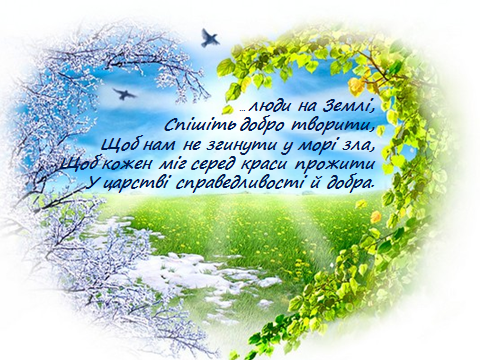 ... люди на Землі,
Спішіть добро творити,
Щоб нам не згинути у морі зла,
Щоб кожен міг серед краси прожити
У царстві справедливості й добра.